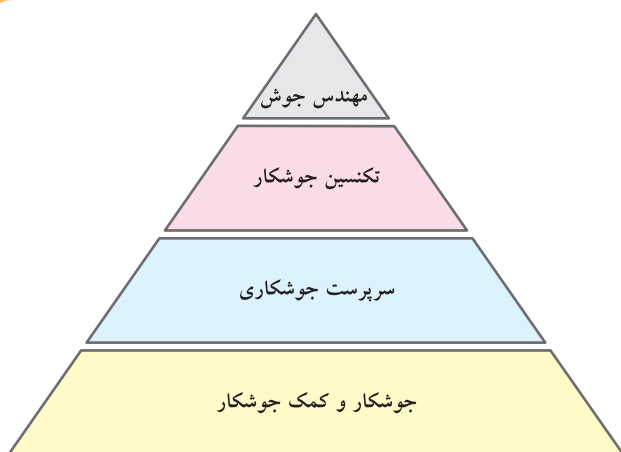 مهندس جوش
تکنسین جوشکار
سرپرست جوشکاری
جوشکار و کمک جوشکار